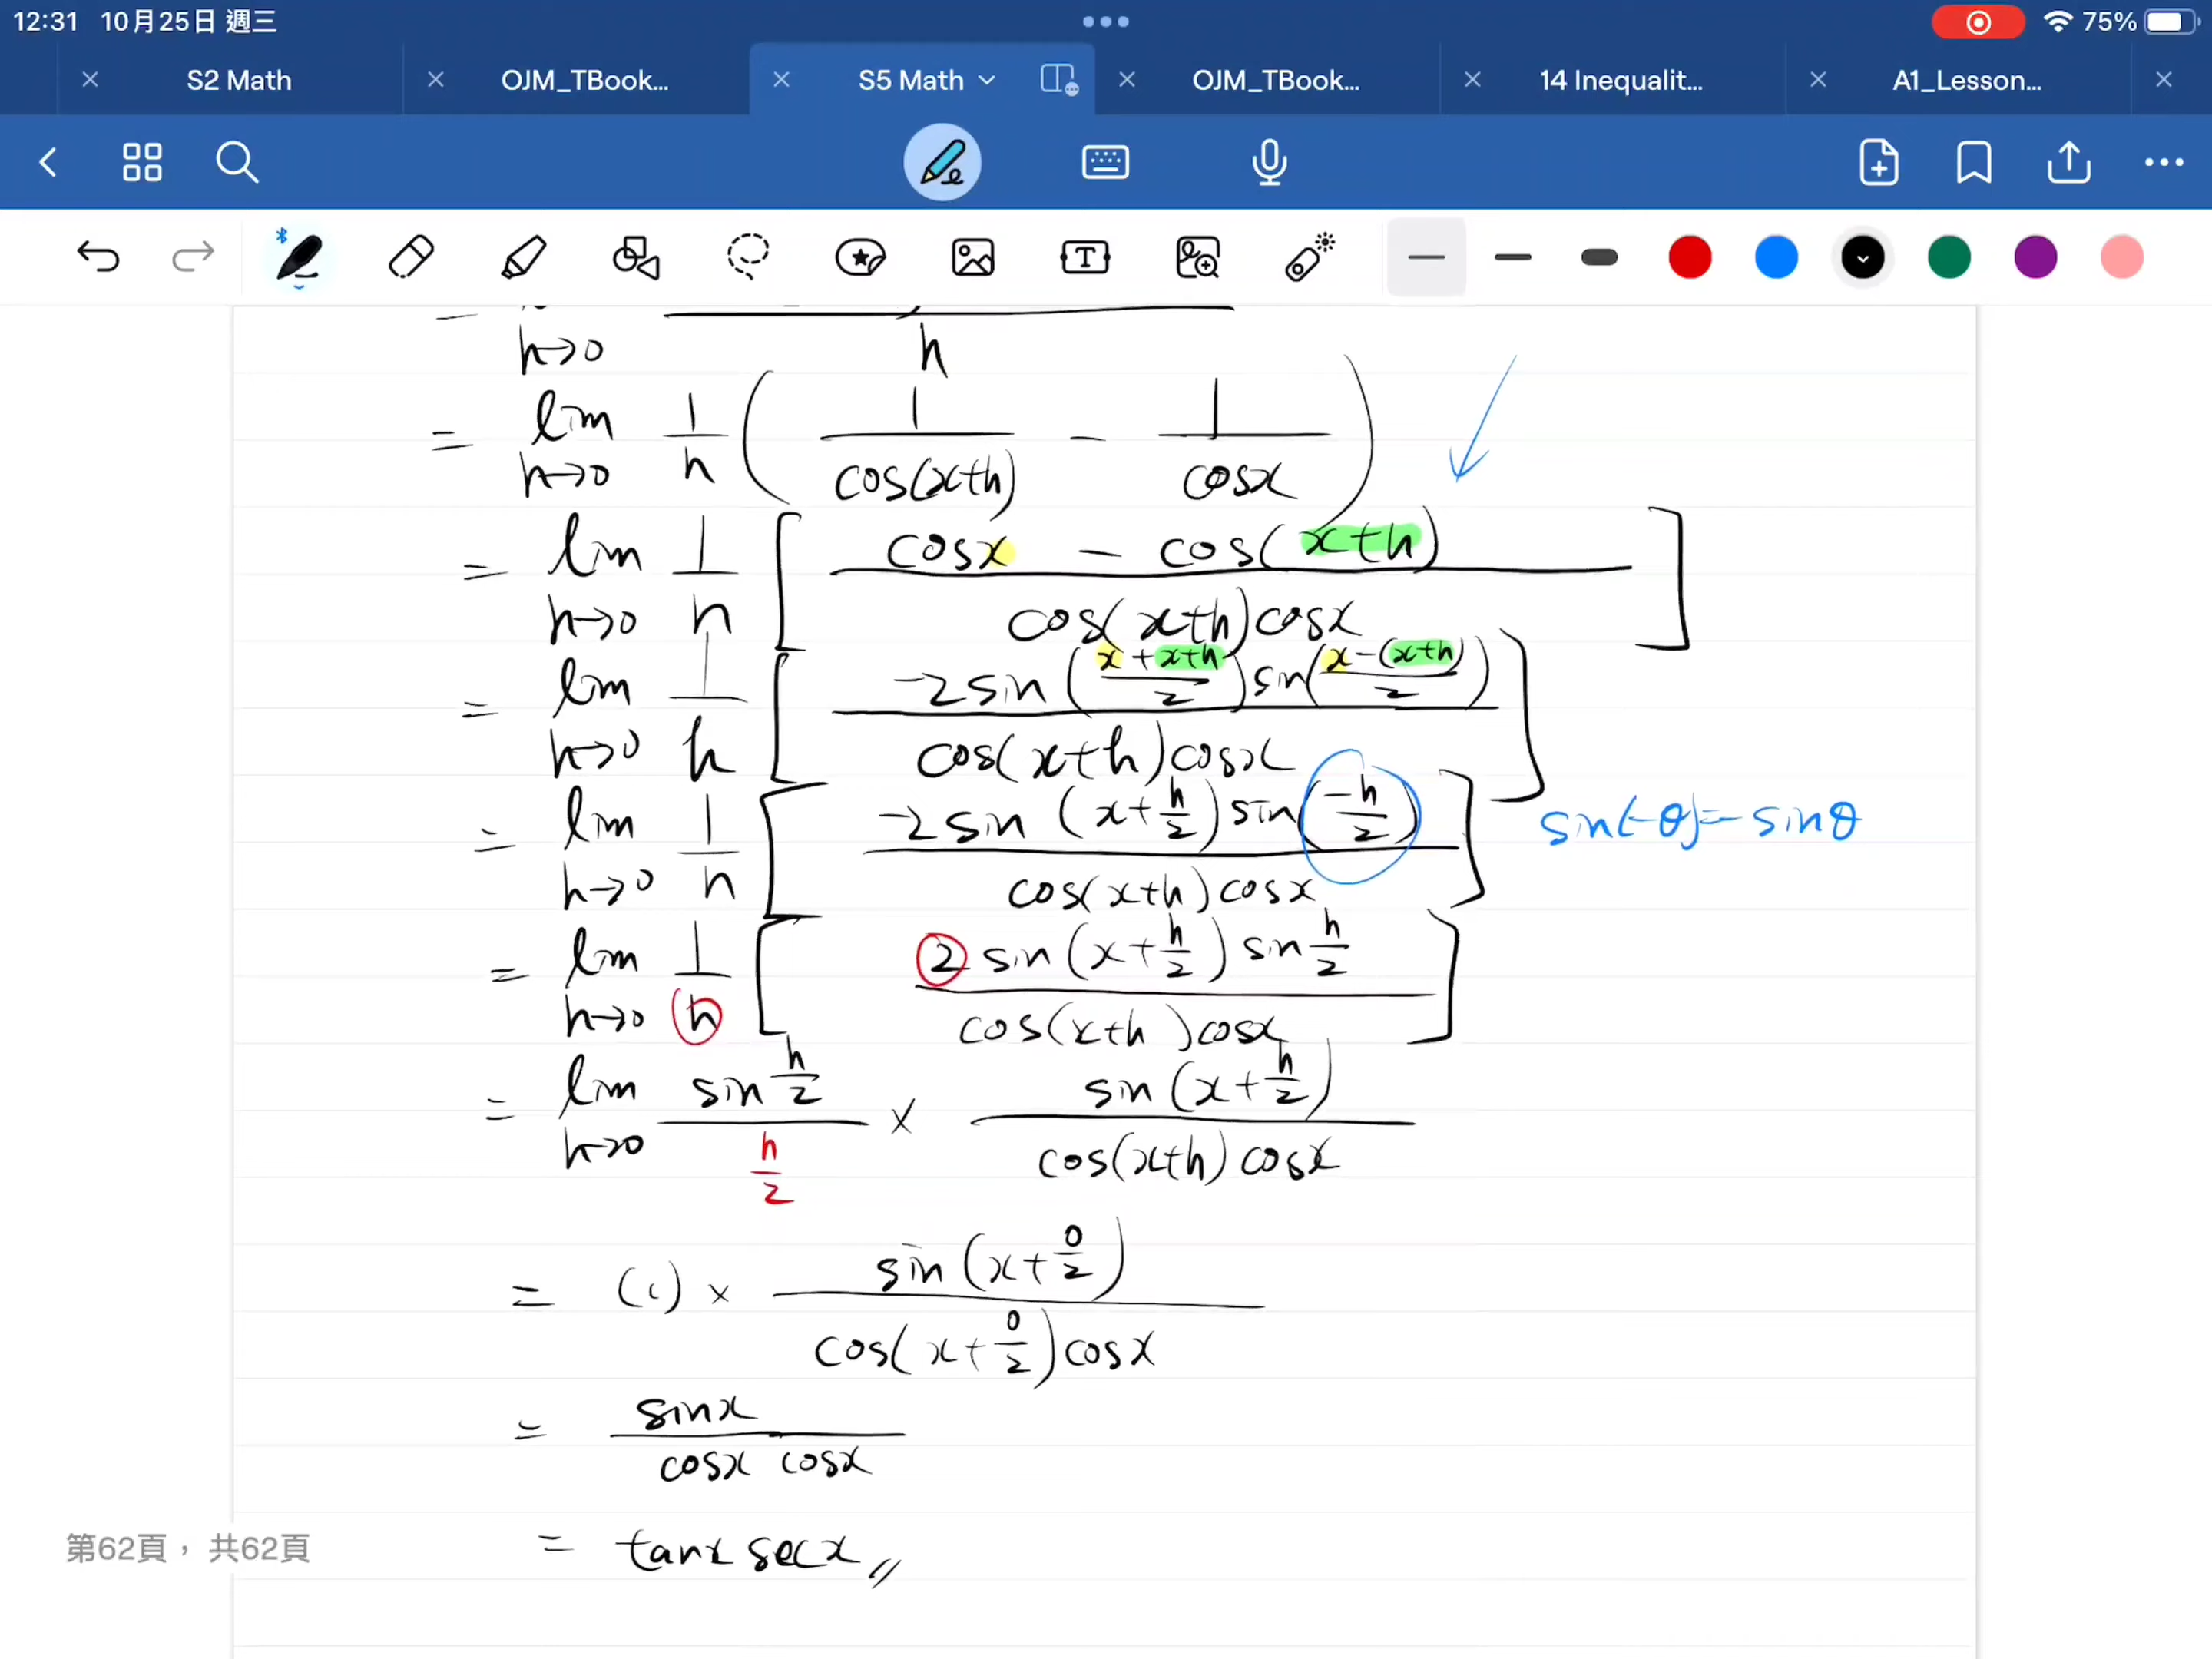 12:31 10月25日 週三 75%
S2 Math OJM_TBook... S5 Math OJM_TBook... 14 Inequalit... A1_Lesson...
= h→0 h
= lim h→0 1/h ( 1/cos(x+h) − 1/cosx )
= lim h→0 1/h [ (cosx − cos(x+h)) / (cos(x+h)cosx) ]
= lim h→0 1/h [ (−2sin((x+x+h)/2) sin((x−(x+h))/2)) / (cos(x+h)cosx) ]
= lim h→0 1/h [ (−2sin(x+h/2) sin(−h/2)) / (cos(x+h)cosx) ] sin(−θ)=−sinθ
= lim h→0 1/h [ (2sin(x+h/2) sin h/2) / (cos(x+h)cosx) ]
= lim h→0 (sin h/2)/(h/2) × (sin(x+h/2)) / (cos(x+h)cosx)
= (1) × (sin(x+0/2)) / (cos(x+0/2)cosx)
= sinx / (cosx cosx)
= tanx secx //
第62頁，共62頁